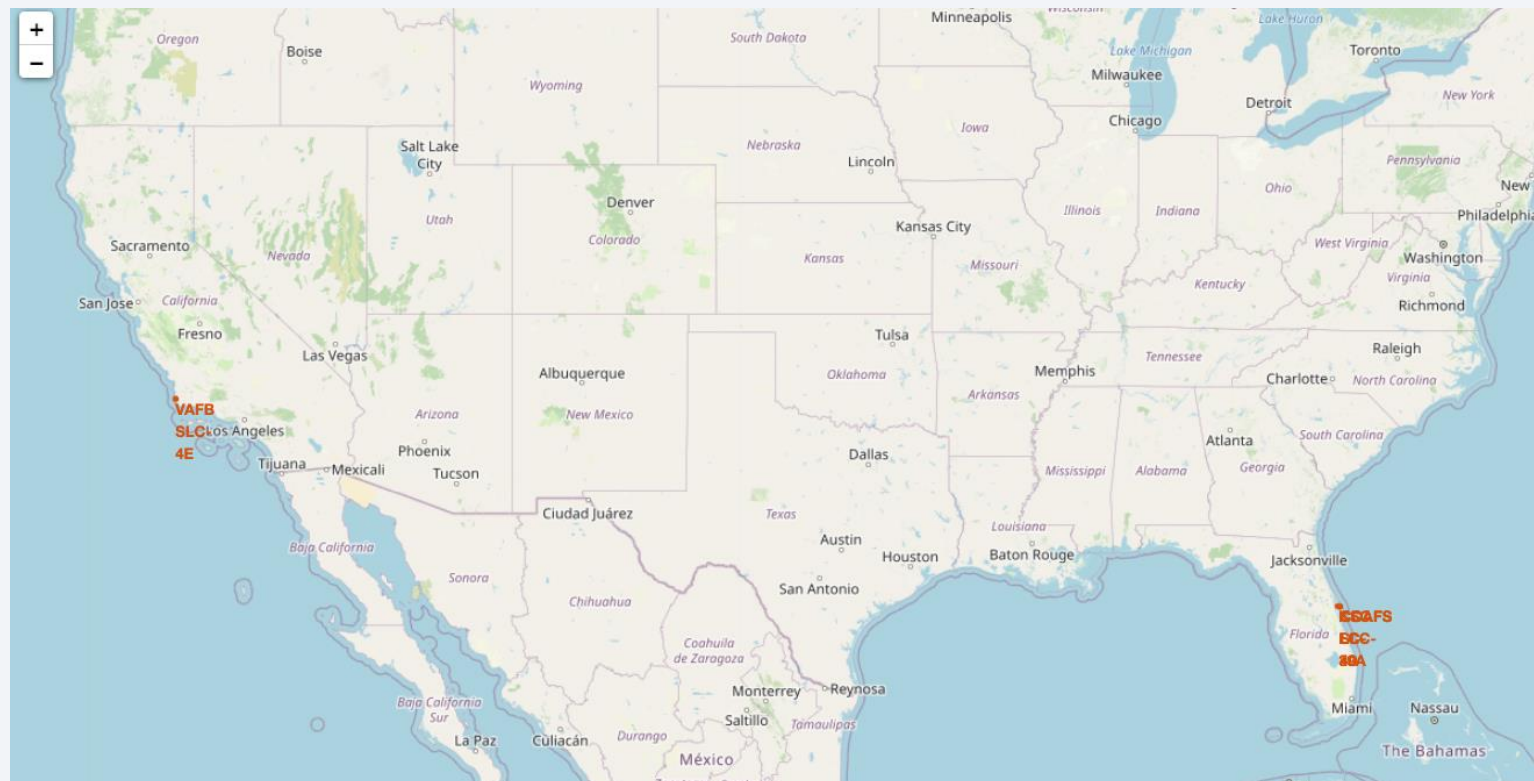 +
−
Oregon
Boise
Wyoming
South Dakota
Minneapolis
Wisconsin
Lake Huron
Lake Michigan
Toronto
Milwaukee
New York
Detroit
Chicago
Iowa
Salt Lake
City
Nebraska
Lincoln
Pennsylvania
New
Ohio
Denver
Utah
Illinois
Indiana
Philadelphia
Colorado
Kansas City
Sacramento
Nevada
Kansas
Missouri
West Virginia
Washington
Virginia
Kentucky
San Jose
California
Richmond
Fresno
Las Vegas
Tulsa
Raleigh
Tennessee
Albuquerque
Oklahoma
Memphis
Charlotte
North Carolina
Arkansas
VAFB
SLC-
4E
Los Angeles
Arizona
New Mexico
Phoenix
Atlanta
South Carolina
Tijuana
Mexicali
Tucson
Dallas
Mississippi
Alabama
Georgia
Ciudad Juárez
Texas
Louisiana
Austin
Houston
Baton Rouge
Baja California
Jacksonville
San Antonio
Sonora
Chihuahua
Florida
Coahuila
de Zaragoza
Baja California
Sur
Monterrey
Reynosa
Saltillo
Tamaulipas
Miami
Nassau
La Paz
Culiacán
Durango
México
The Bahamas